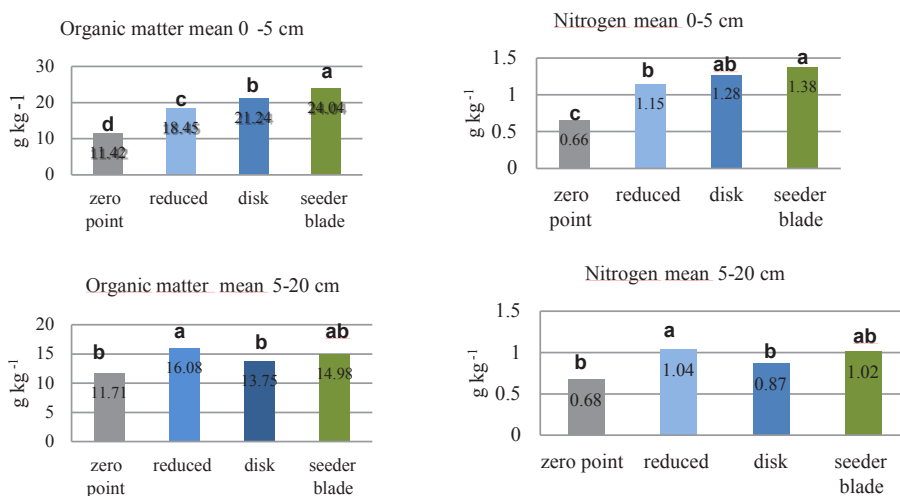 Organic matter mean 0 -5 cm
g kg -1
30
20
10
0
d
c
b
a
11.42
18.45
21.24
24.04
zero
point
reduced
disk
seeder
blade
Nitrogen mean 0-5 cm
g kg-1
1.5
1
0.5
0
c
b
ab
a
0.66
1.15
1.28
1.38
zero
point
reduced
disk
seeder
blade
Organic matter mean 5-20 cm
g kg-1
20
15
10
5
0
b
a
b
ab
11.71
16.08
13.75
14.98
zero
point
reduced
disk
seeder
blade
Nitrogen mean 5-20 cm
g kg-1
1.5
1
0.5
0
b
a
b
ab
0.68
1.04
0.87
1.02
zero point
reduced
disk
seeder
blade